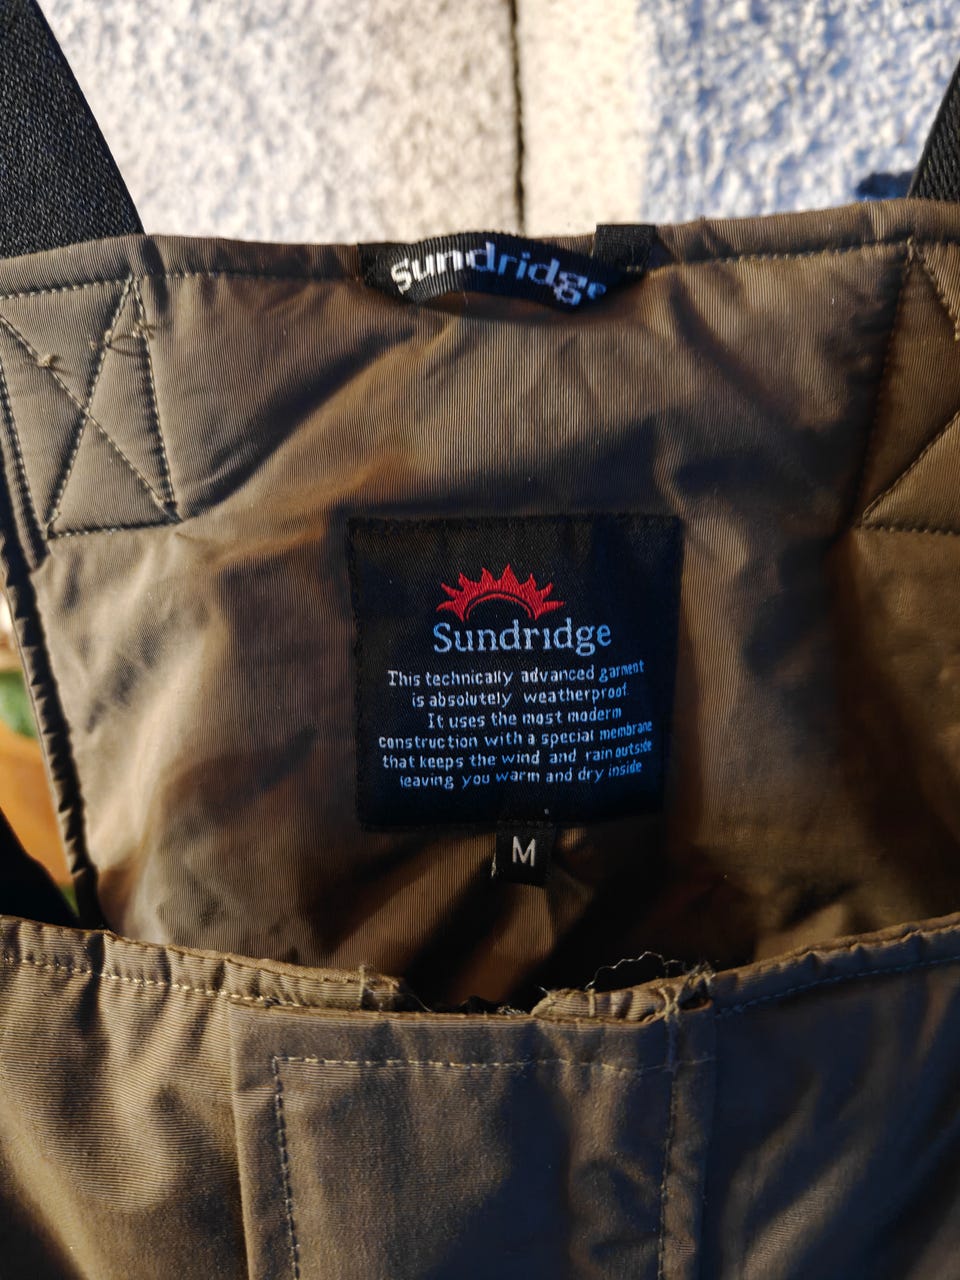 Sundridge
Sundridge
This technically advanced garment
is absolutely weatherproof
It uses the most modern
construction with a special membrane
that keeps the wind and rain outside
leaving you warm and dry inside
M